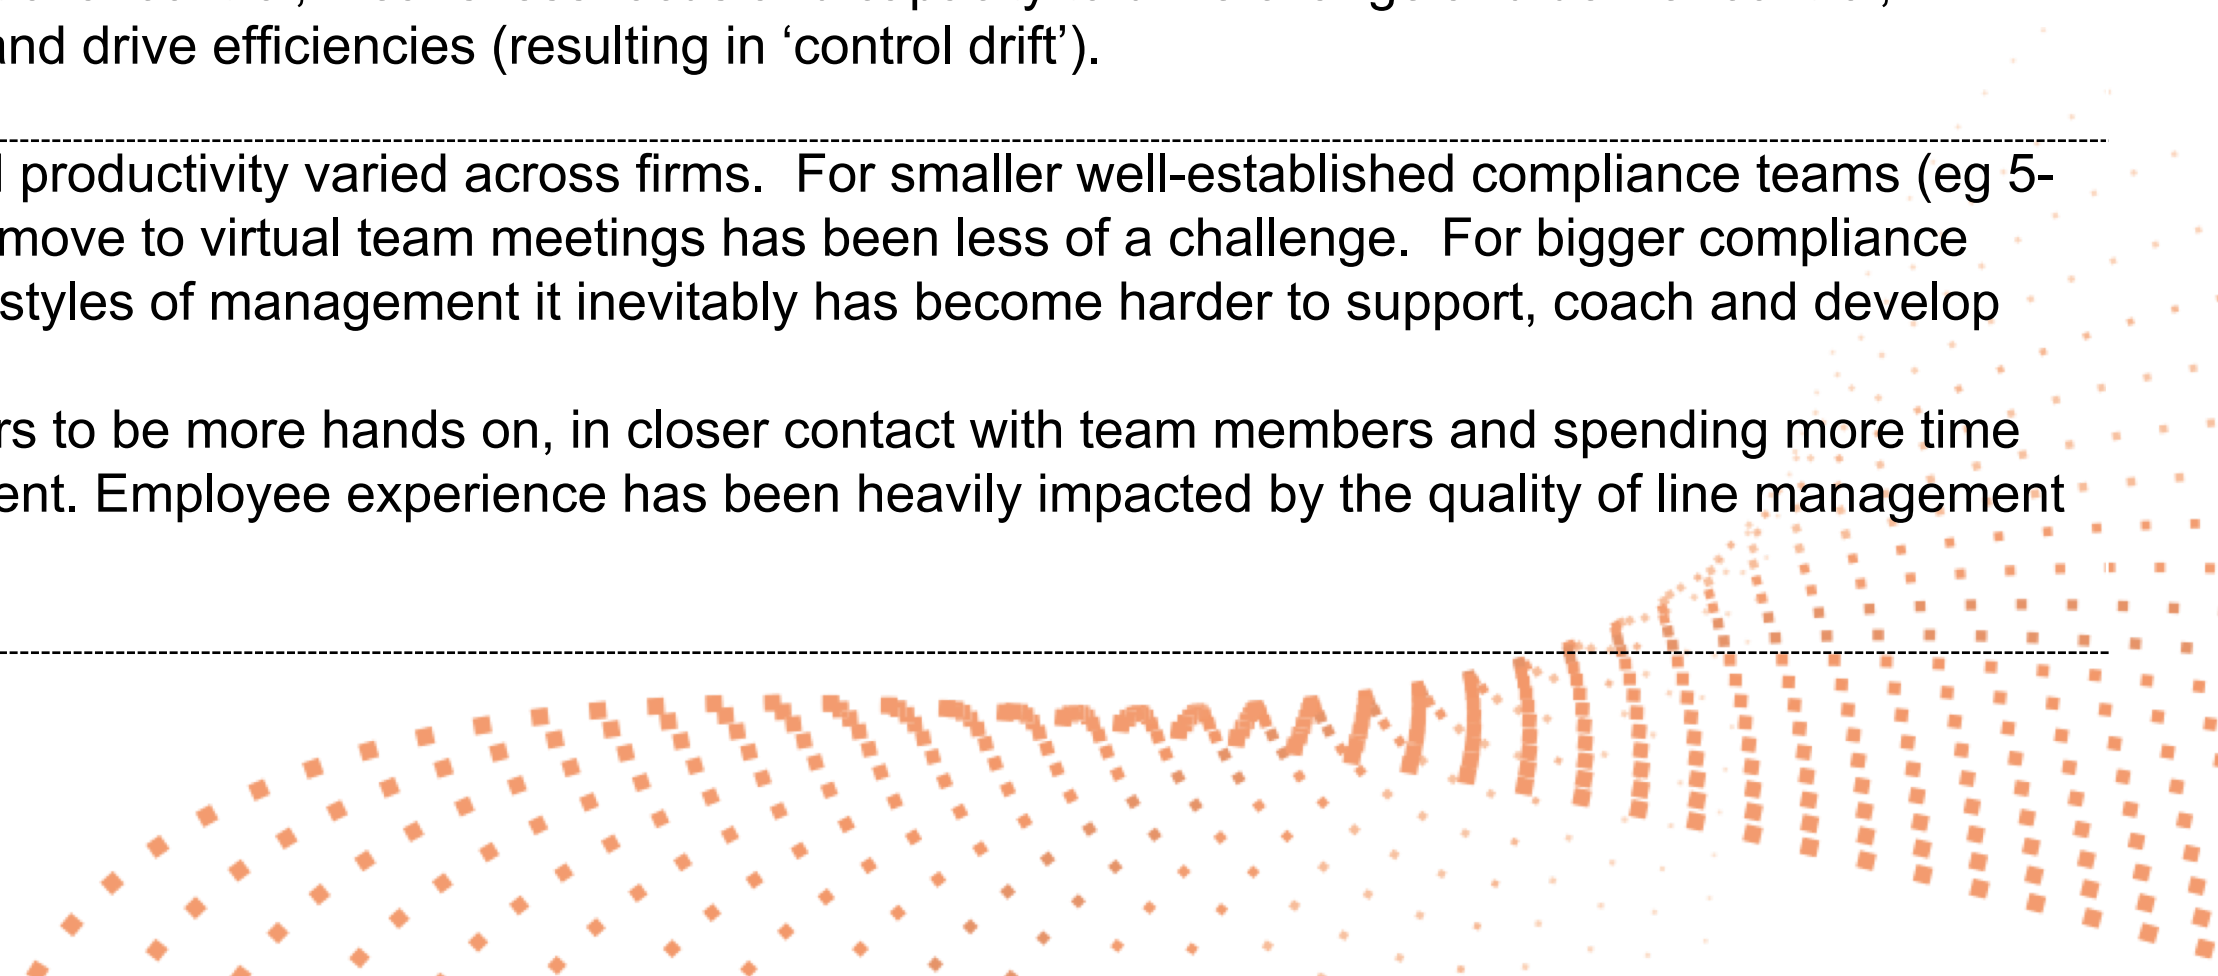 and drive efficiencies (resulting in ‘control drift’).
productivity varied across firms.  For smaller well-established compliance teams (eg 5-
move to virtual team meetings has been less of a challenge.  For bigger compliance
styles of management it inevitably has become harder to support, coach and develop
to be more hands on, in closer contact with team members and spending more time
Employee experience has been heavily impacted by the quality of line management